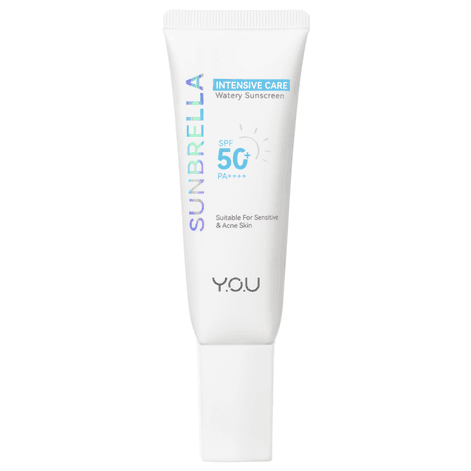 SUNBRELLA
INTENSIVE CARE
Watery Sunscreen
SPF
50+
PA++++
Suitable For Sensitive
& Acne Skin
Y.O.U